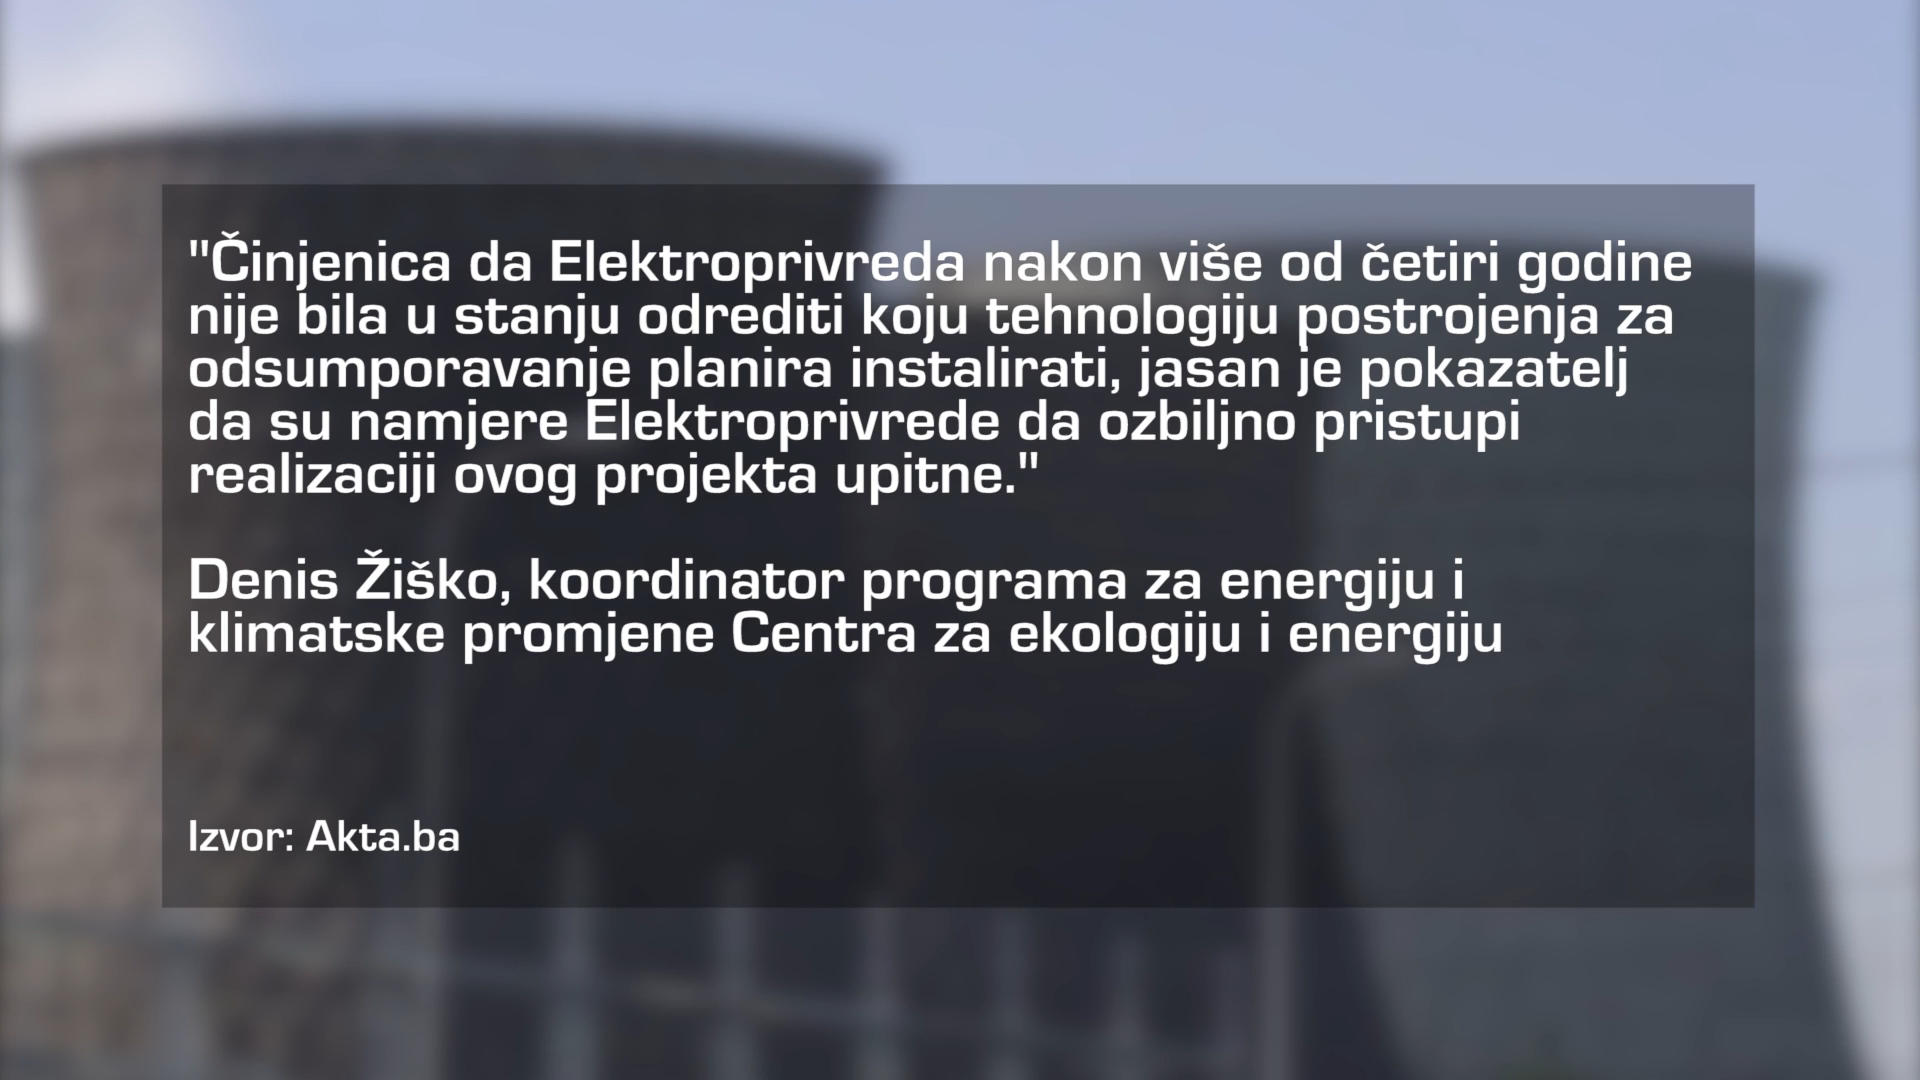 "Činjenica da Elektroprivreda nakon više od četiri godine
nije bila u stanju odrediti koju tehnologiju postrojenja za
odsumporavanje planira instalirati, jasan je pokazatelj
da su namjere Elektroprivrede da ozbiljno pristupi
realizaciji ovog projekta upitne."
Denis Žiško, koordinator programa za energiju i
klimatske promjene Centra za ekologiju i energiju
Izvor: Akta.ba